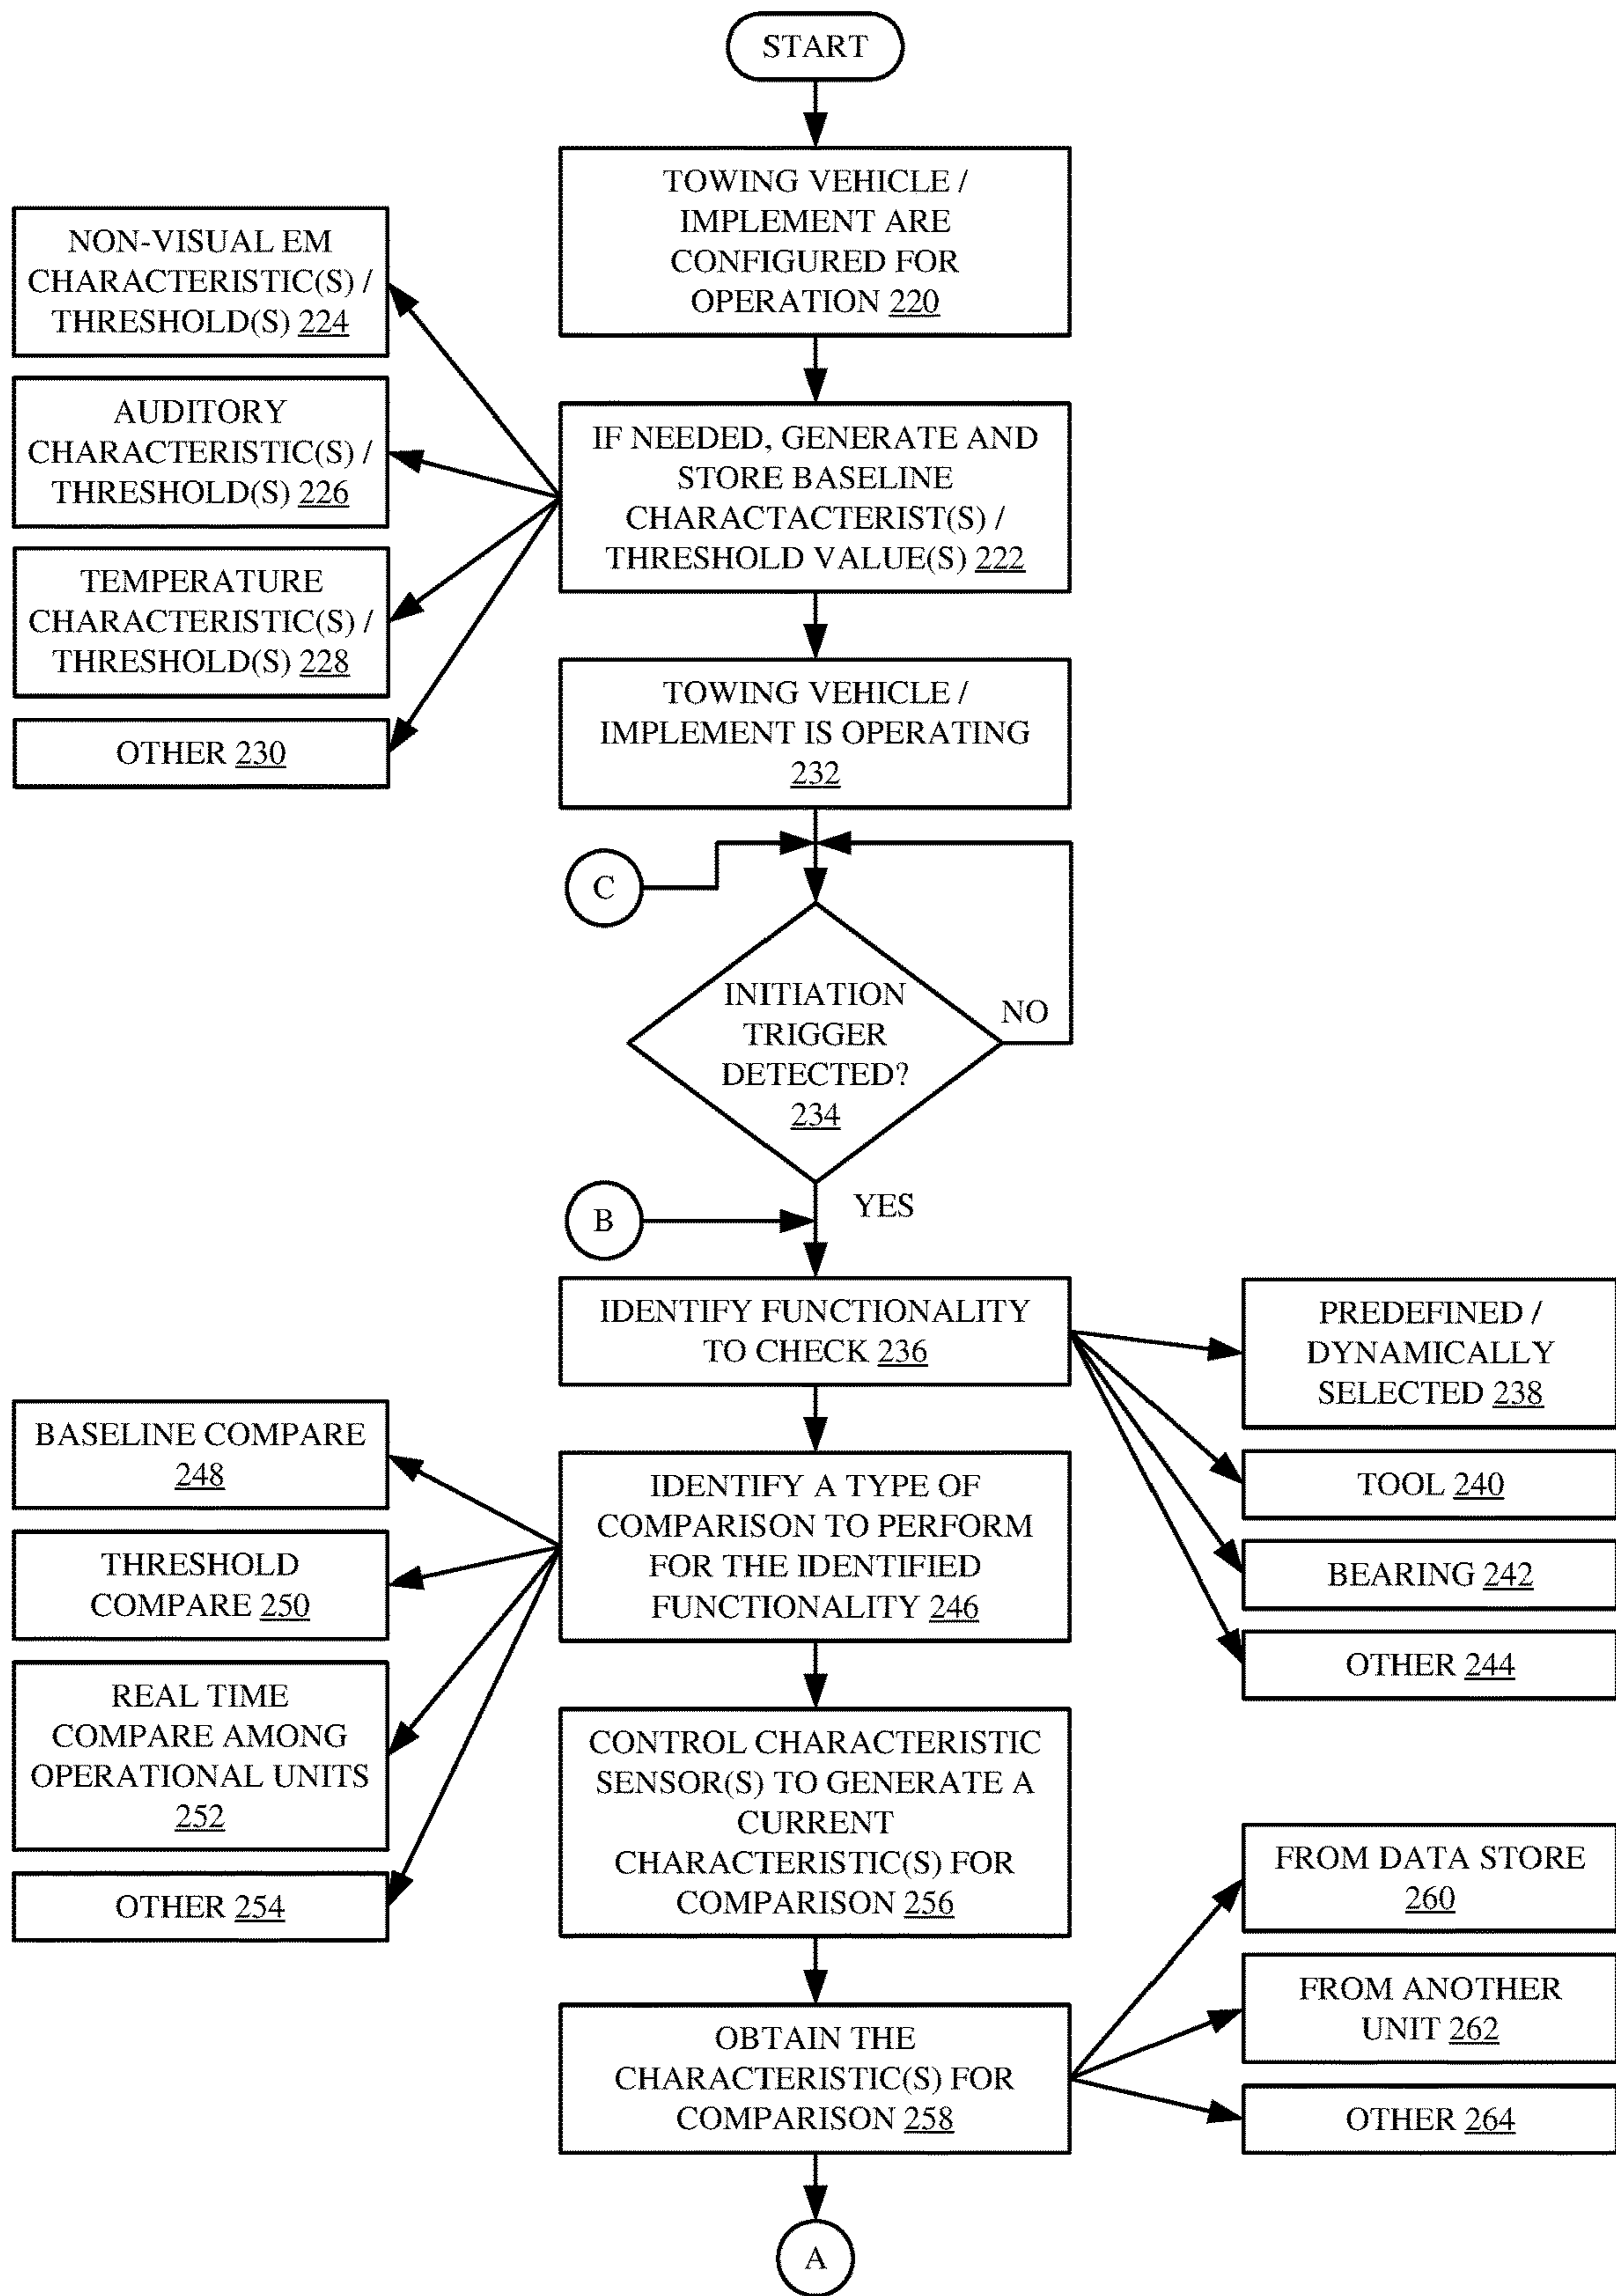 START
TOWING VEHICLE /
IMPLEMENT ARE
CONFIGURED FOR
OPERATION 220
NON-VISUAL EM
CHARACTERISTIC(S) /
THRESHOLD(S) 224
AUDITORY
CHARACTERISTIC(S) /
THRESHOLD(S) 226
TEMPERATURE
CHARACTERISTIC(S) /
THRESHOLD(S) 228
OTHER 230
IF NEEDED, GENERATE AND
STORE BASELINE
CHARACTACTERIST(S) /
THRESHOLD VALUE(S) 222
TOWING VEHICLE /
IMPLEMENT IS OPERATING
232
C
INITIATION
TRIGGER
DETECTED?
234
NO
YES
B
IDENTIFY FUNCTIONALITY
TO CHECK 236
PREDEFINED /
DYNAMICALLY
SELECTED 238
TOOL 240
BEARING 242
OTHER 244
BASELINE COMPARE
248
THRESHOLD
COMPARE 250
REAL TIME
COMPARE AMONG
OPERATIONAL UNITS
252
OTHER 254
IDENTIFY A TYPE OF
COMPARISON TO PERFORM
FOR THE IDENTIFIED
FUNCTIONALITY 246
CONTROL CHARACTERISTIC
SENSOR(S) TO GENERATE A
CURRENT
CHARACTERISTIC(S) FOR
COMPARISON 256
OBTAIN THE
CHARACTERISTIC(S) FOR
COMPARISON 258
FROM DATA STORE
260
FROM ANOTHER
UNIT 262
OTHER 264
A